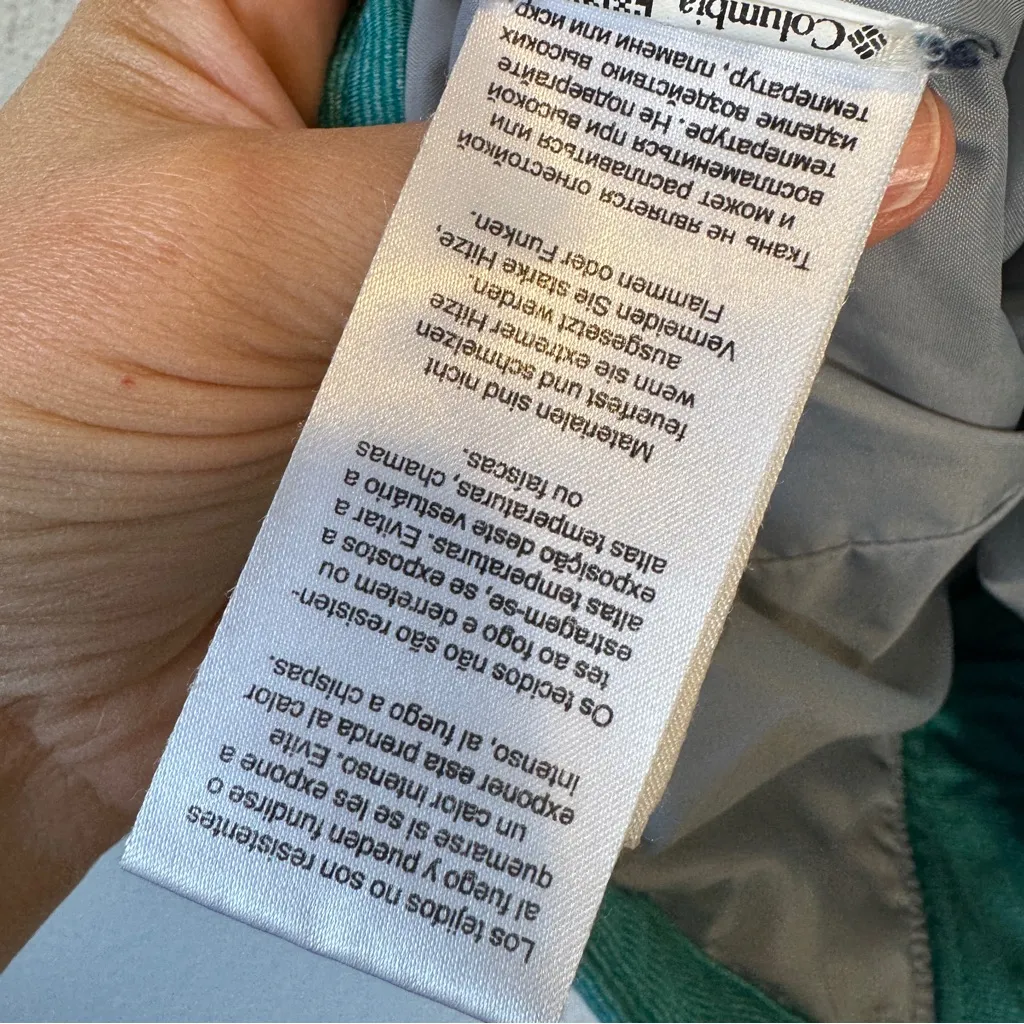 Los tejidos no son resistentes
al fuego y pueden fundirse o
quemarse si se les expone a
un calor intenso. Evite
exponer esta prenda al calor
intenso, al fuego a chispas.
Os tecidos não são resisten-
tes ao fogo e derretem ou
estragem-se, se expostos a
altas temperaturas. Evitar a
exposição deste vestuário a
altas temperaturas, chamas
ou faíscas.
Materialen sind nicht
feuerfest und schmelzen
wenn sie extremer Hitze
ausgesetzt werden.
Vermeiden Sie starke Hitze,
Flammen oder Funken.
Ткань не является огнестойкой
и может расплавиться или
воспламениться при высокой
температуре. Не подвергайте
изделие воздействию высоких
температур, пламени или искр.
Columbia